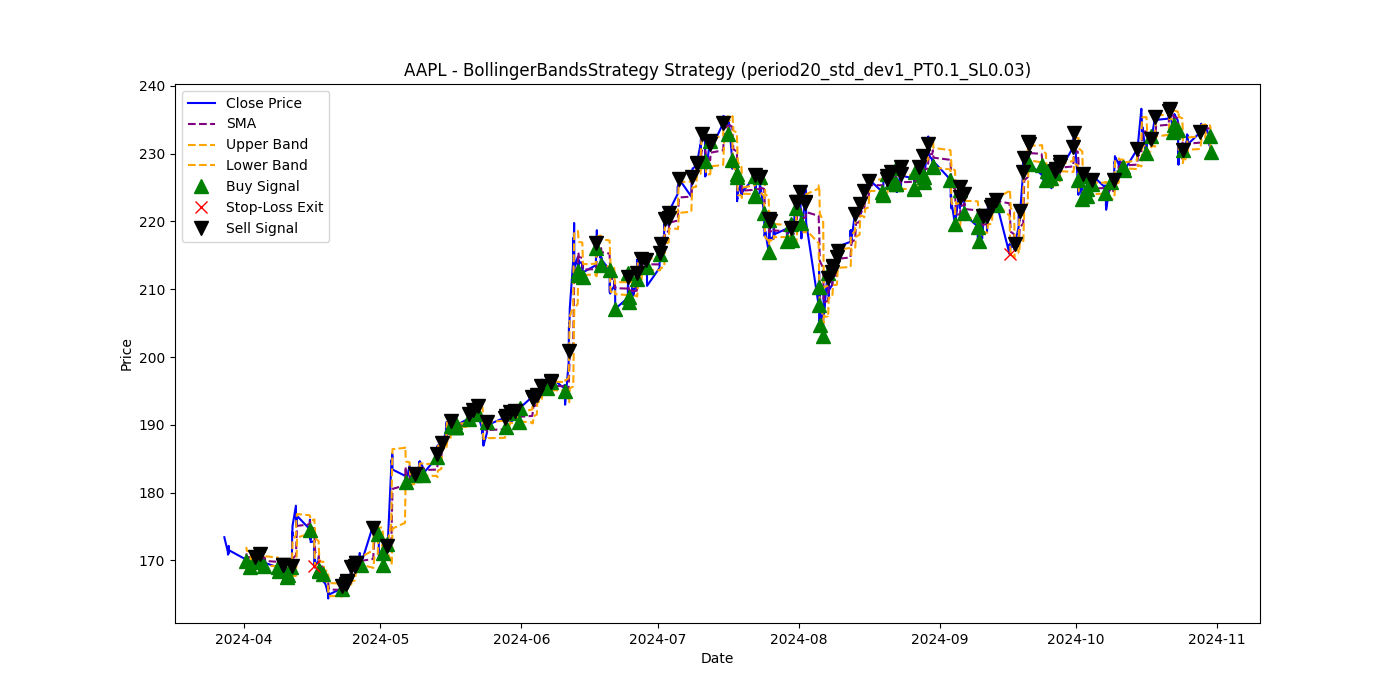 AAPL - BollingerBandsStrategy Strategy (period20_std_dev1_PT0.1_SL0.03)
Close Price
SMA
Upper Band
Lower Band
Buy Signal
Stop-Loss Exit
Sell Signal
Price
240
230
220
210
200
190
180
170
2024-04
2024-05
2024-06
2024-07
2024-08
2024-09
2024-10
2024-11
Date